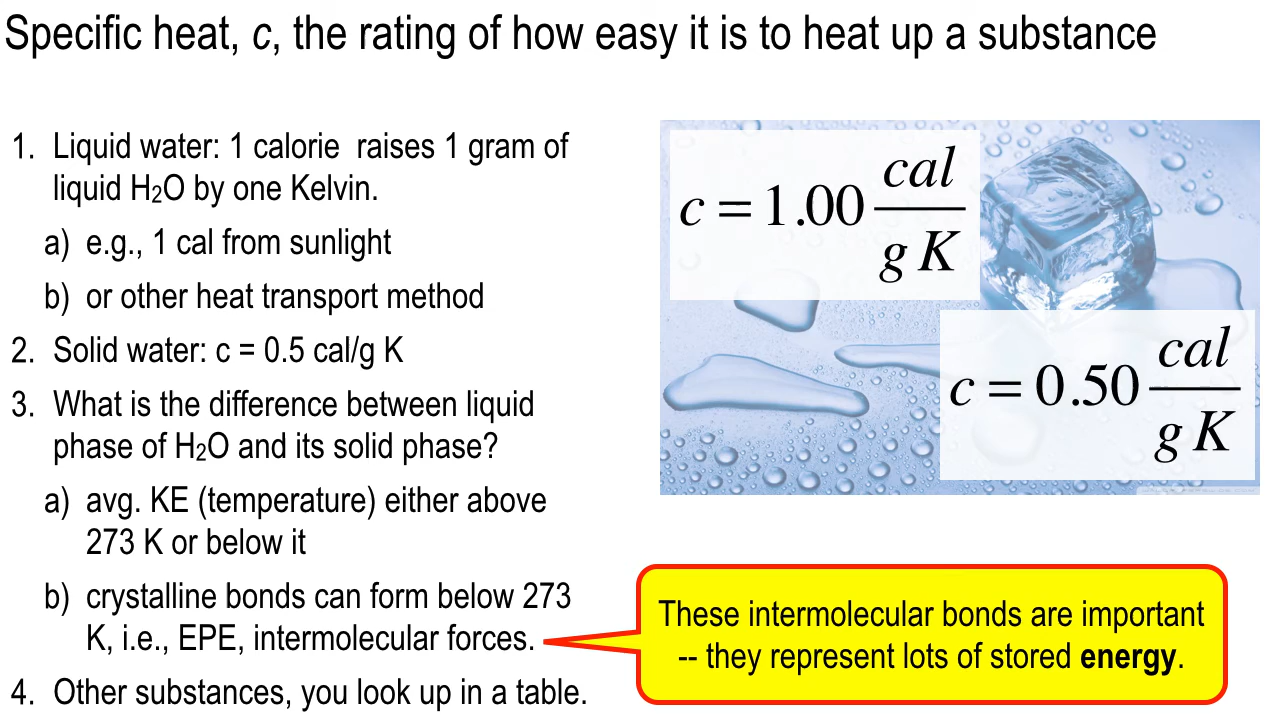 Specific heat, c, the rating of how easy it is to heat up a substance
1. Liquid water: 1 calorie  raises 1 gram of
liquid H₂O by one Kelvin.
a) e.g., 1 cal from sunlight
b) or other heat transport method
2. Solid water: c = 0.5 cal/g K
3. What is the difference between liquid
phase of H₂O and its solid phase?
a) avg. KE (temperature) either above
273 K or below it
b) crystalline bonds can form below 273
K, i.e., EPE, intermolecular forces.
4. Other substances, you look up in a table.
c = 1.00 cal
g K
c = 0.50 cal
g K
These intermolecular bonds are important
-- they represent lots of stored energy.